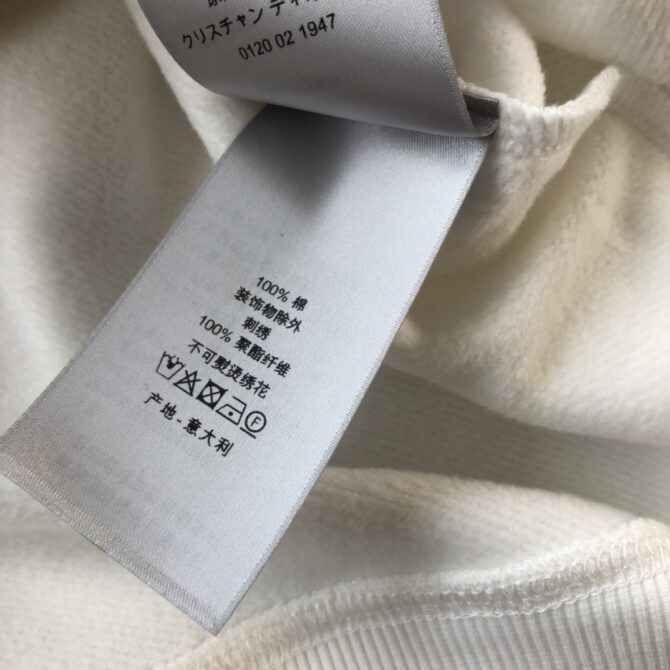 クリスチャン ディ
0120 02 1947
100% 棉
装饰物除外
刺绣
100% 聚酯纤维
不可熨烫绣花
F
产地-意大利